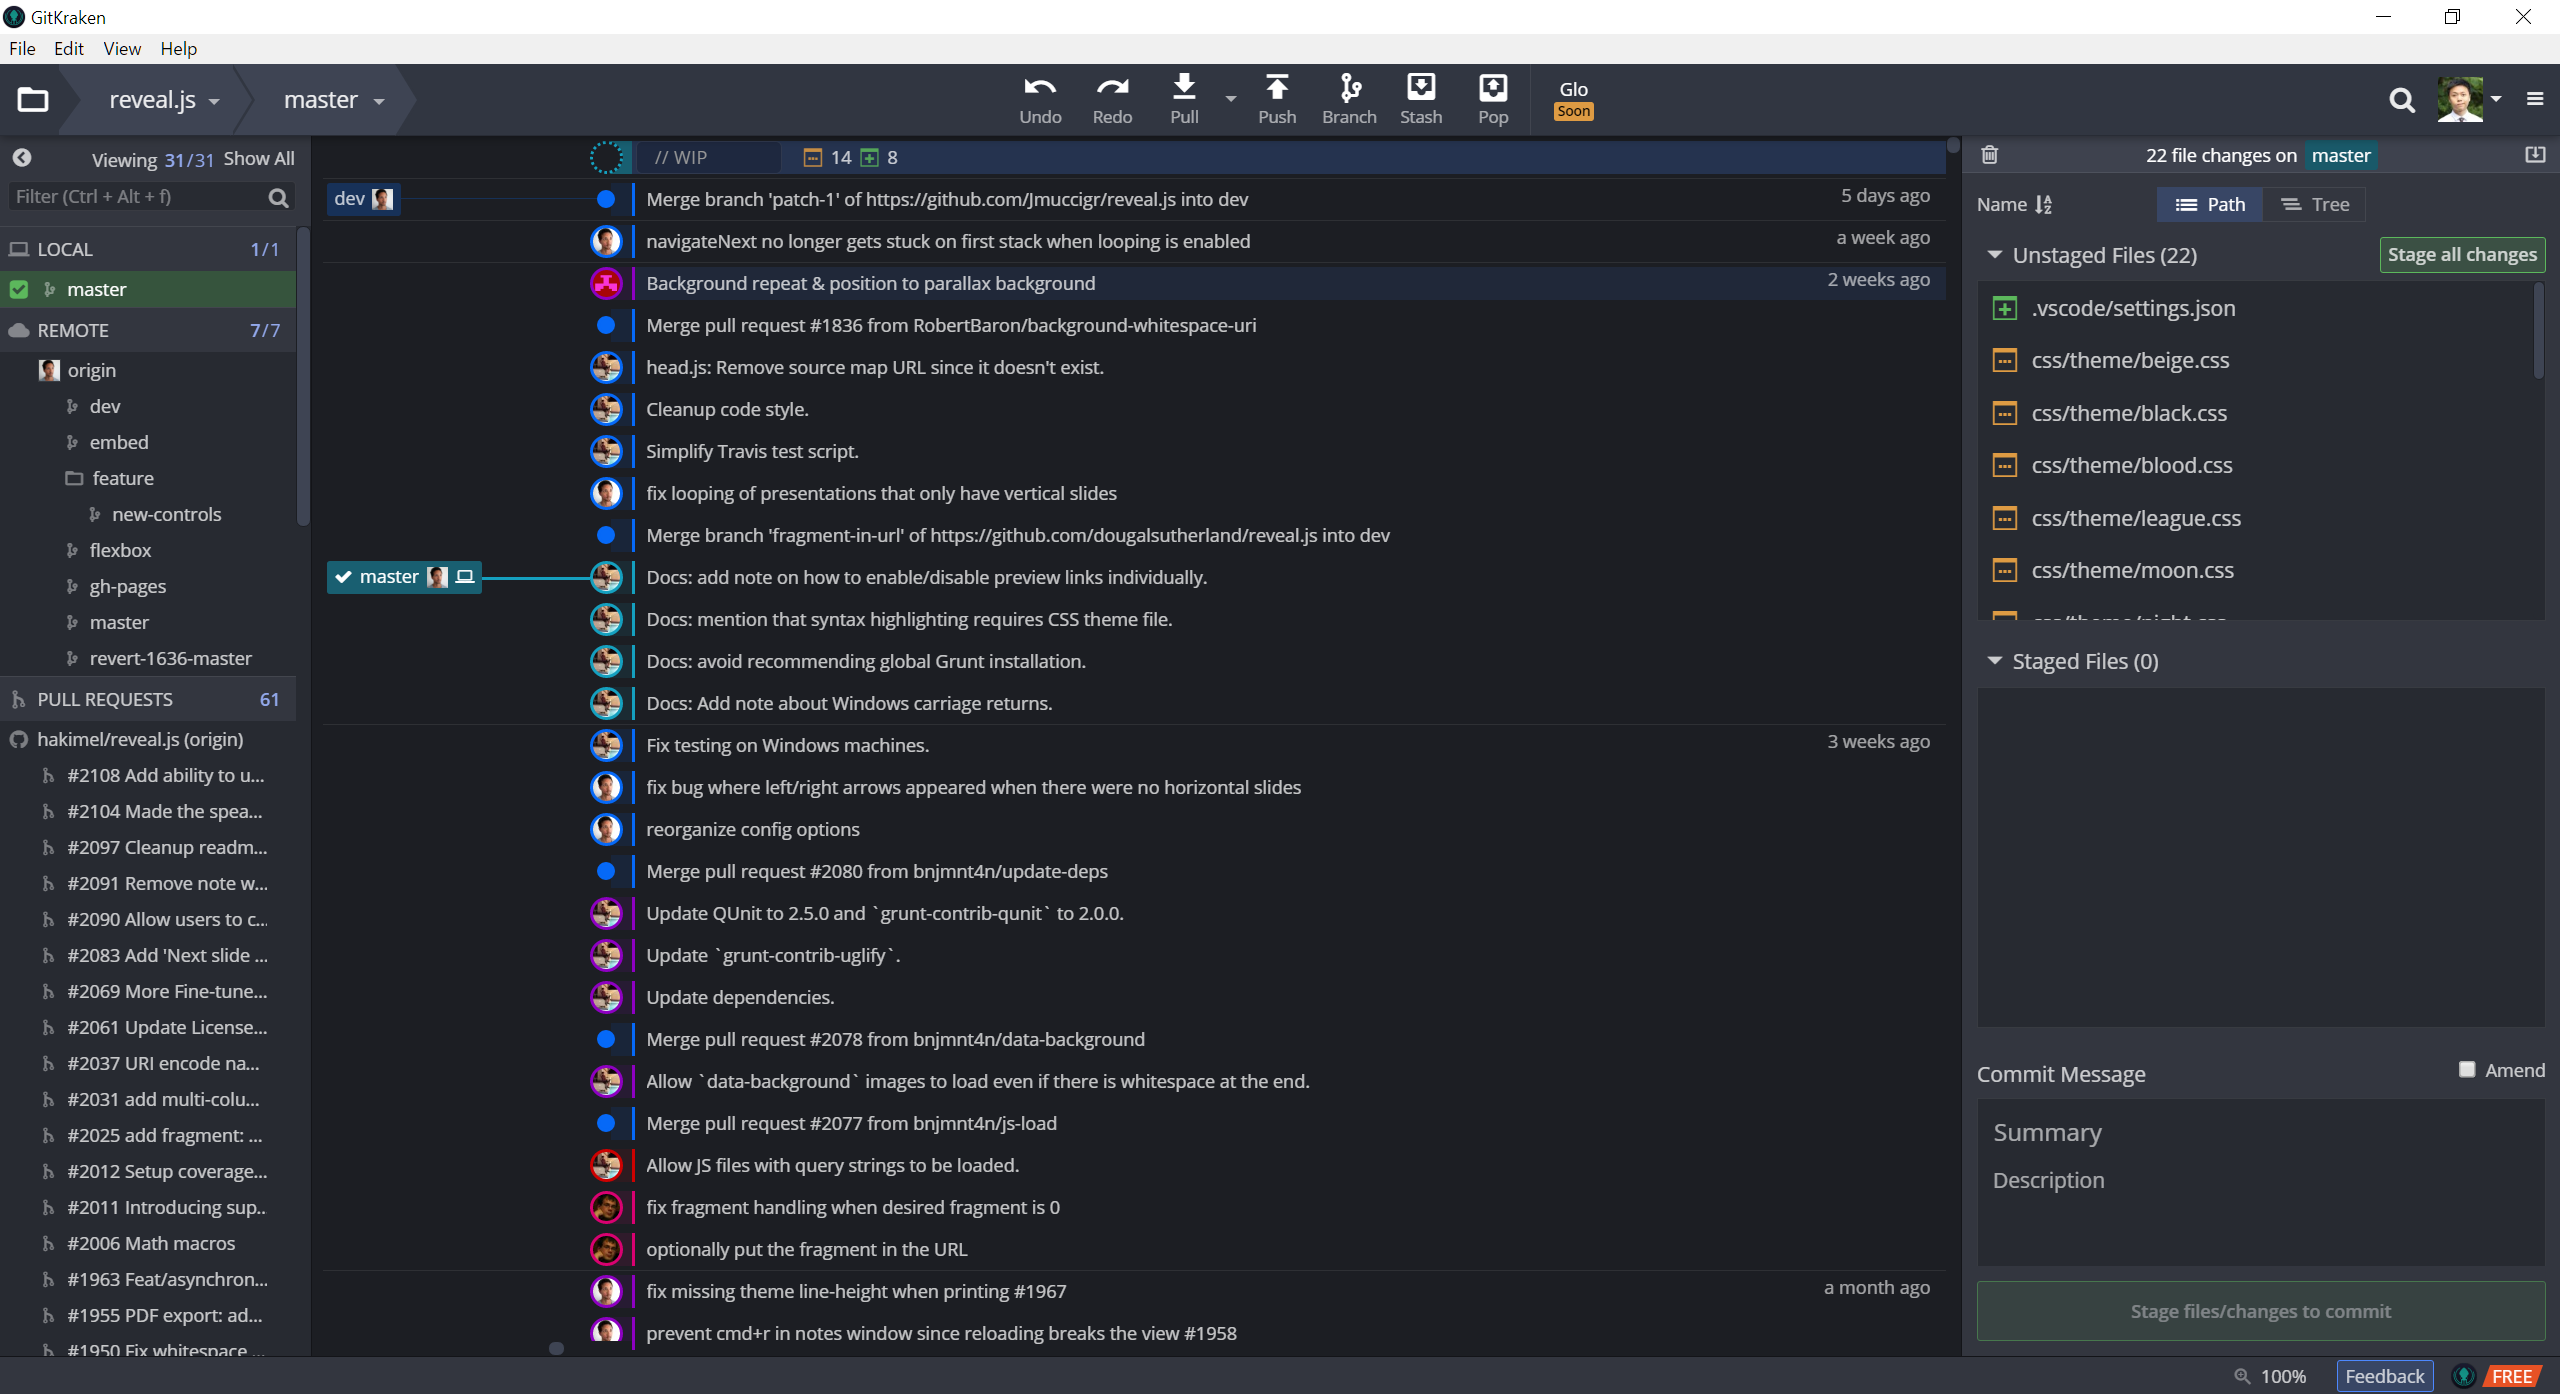 GitKraken
File Edit View Help
reveal.js master
Undo Redo Pull Push Branch Stash Pop
Glo
Soon
Viewing 31/31 Show All
Filter (Ctrl + Alt + f)
LOCAL 1/1
master
REMOTE 7/7
origin
dev
embed
feature
new-controls
flexbox
gh-pages
master
revert-1636-master
PULL REQUESTS 61
hakimel/reveal.js (origin)
#2108 Add ability to u...
#2104 Made the spea...
#2097 Cleanup readm...
#2091 Remove note w...
#2090 Allow users to c...
#2083 Add 'Next slide ...
#2069 More Fine-tune...
#2061 Update License...
#2037 URI encode na...
#2031 add multi-colu...
#2025 add fragment: ...
#2012 Setup coverage...
#2011 Introducing sup...
#2006 Math macros
#1963 Feat/asynchron...
#1955 PDF export: ad...
#1950 Fix whitespace ...
// WIP 14 8
dev Merge branch 'patch-1' of https://github.com/Jmuccigr/reveal.js into dev 5 days ago
navigateNext no longer gets stuck on first stack when looping is enabled a week ago
Background repeat & position to parallax background 2 weeks ago
Merge pull request #1836 from RobertBaron/background-whitespace-uri
head.js: Remove source map URL since it doesn't exist.
Cleanup code style.
Simplify Travis test script.
fix looping of presentations that only have vertical slides
Merge branch 'fragment-in-url' of https://github.com/dougalsutherland/reveal.js into dev
master Docs: add note on how to enable/disable preview links individually.
Docs: mention that syntax highlighting requires CSS theme file.
Docs: avoid recommending global Grunt installation.
Docs: Add note about Windows carriage returns.
Fix testing on Windows machines. 3 weeks ago
fix bug where left/right arrows appeared when there were no horizontal slides
reorganize config options
Merge pull request #2080 from bnjmnt4n/update-deps
Update QUnit to 2.5.0 and `grunt-contrib-qunit` to 2.0.0.
Update `grunt-contrib-uglify`.
Update dependencies.
Merge pull request #2078 from bnjmnt4n/data-background
Allow `data-background` images to load even if there is whitespace at the end.
Merge pull request #2077 from bnjmnt4n/js-load
Allow JS files with query strings to be loaded.
fix fragment handling when desired fragment is 0
optionally put the fragment in the URL
fix missing theme line-height when printing #1967 a month ago
prevent cmd+r in notes window since reloading breaks the view #1958
22 file changes on master
Name Path Tree
Unstaged Files (22) Stage all changes
.vscode/settings.json
css/theme/beige.css
css/theme/black.css
css/theme/blood.css
css/theme/league.css
css/theme/moon.css
css/theme/night.css
Staged Files (0)
Commit Message Amend
Summary
Description
Stage files/changes to commit
100% Feedback FREE